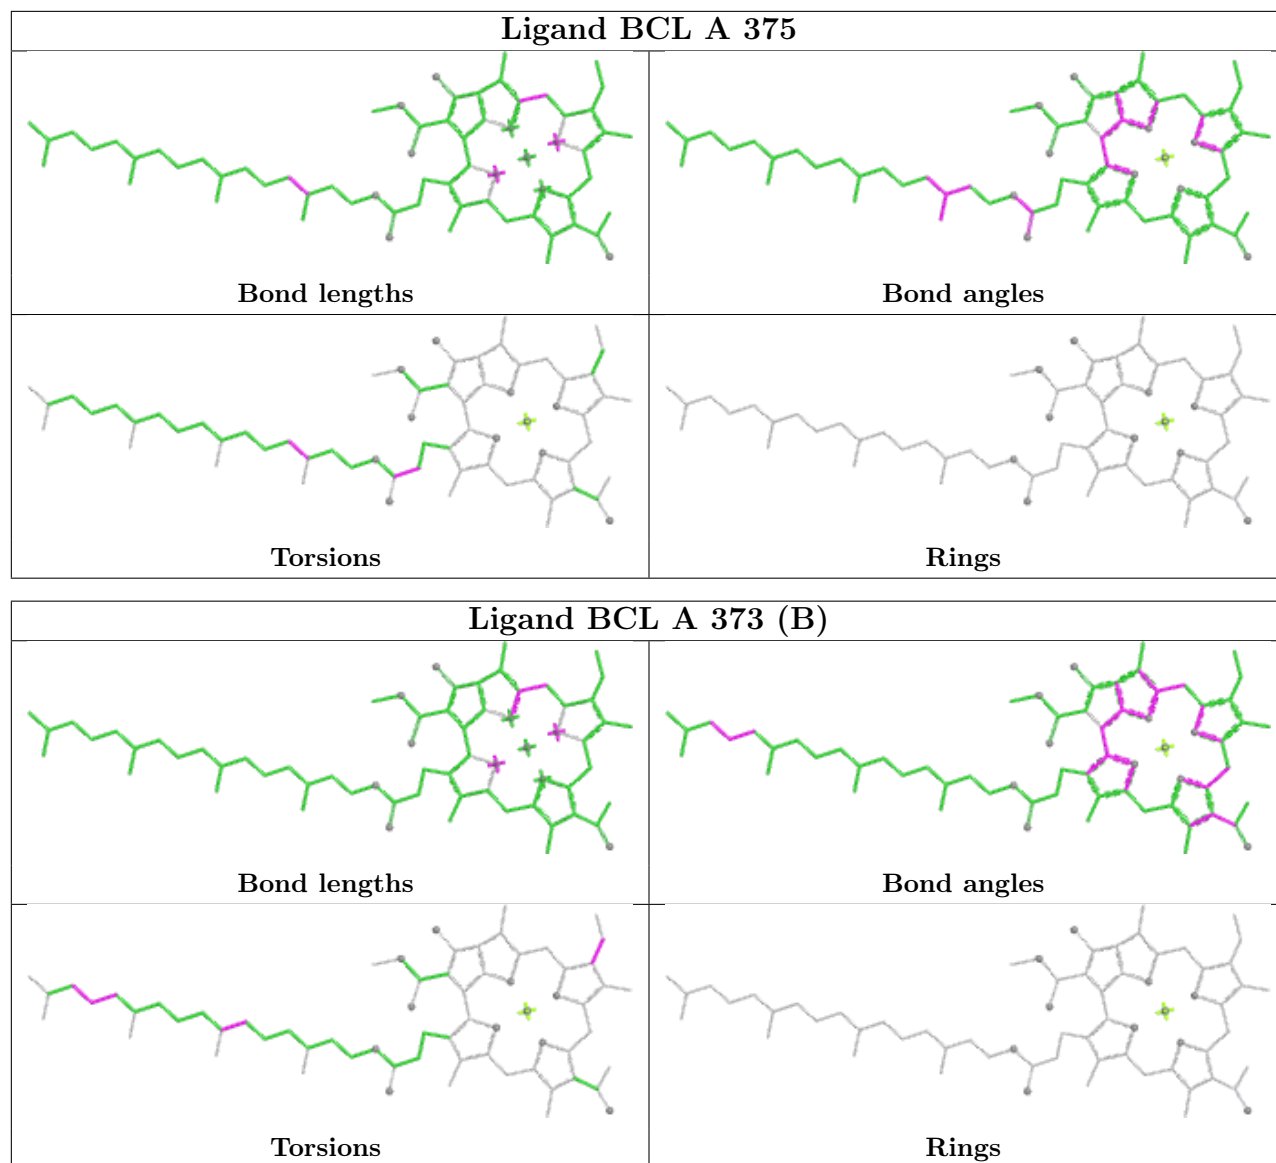 Ligand BCL A 375
Bond lengths
Bond angles
Torsions
Rings
Ligand BCL A 373 (B)
Bond lengths
Bond angles
Torsions
Rings